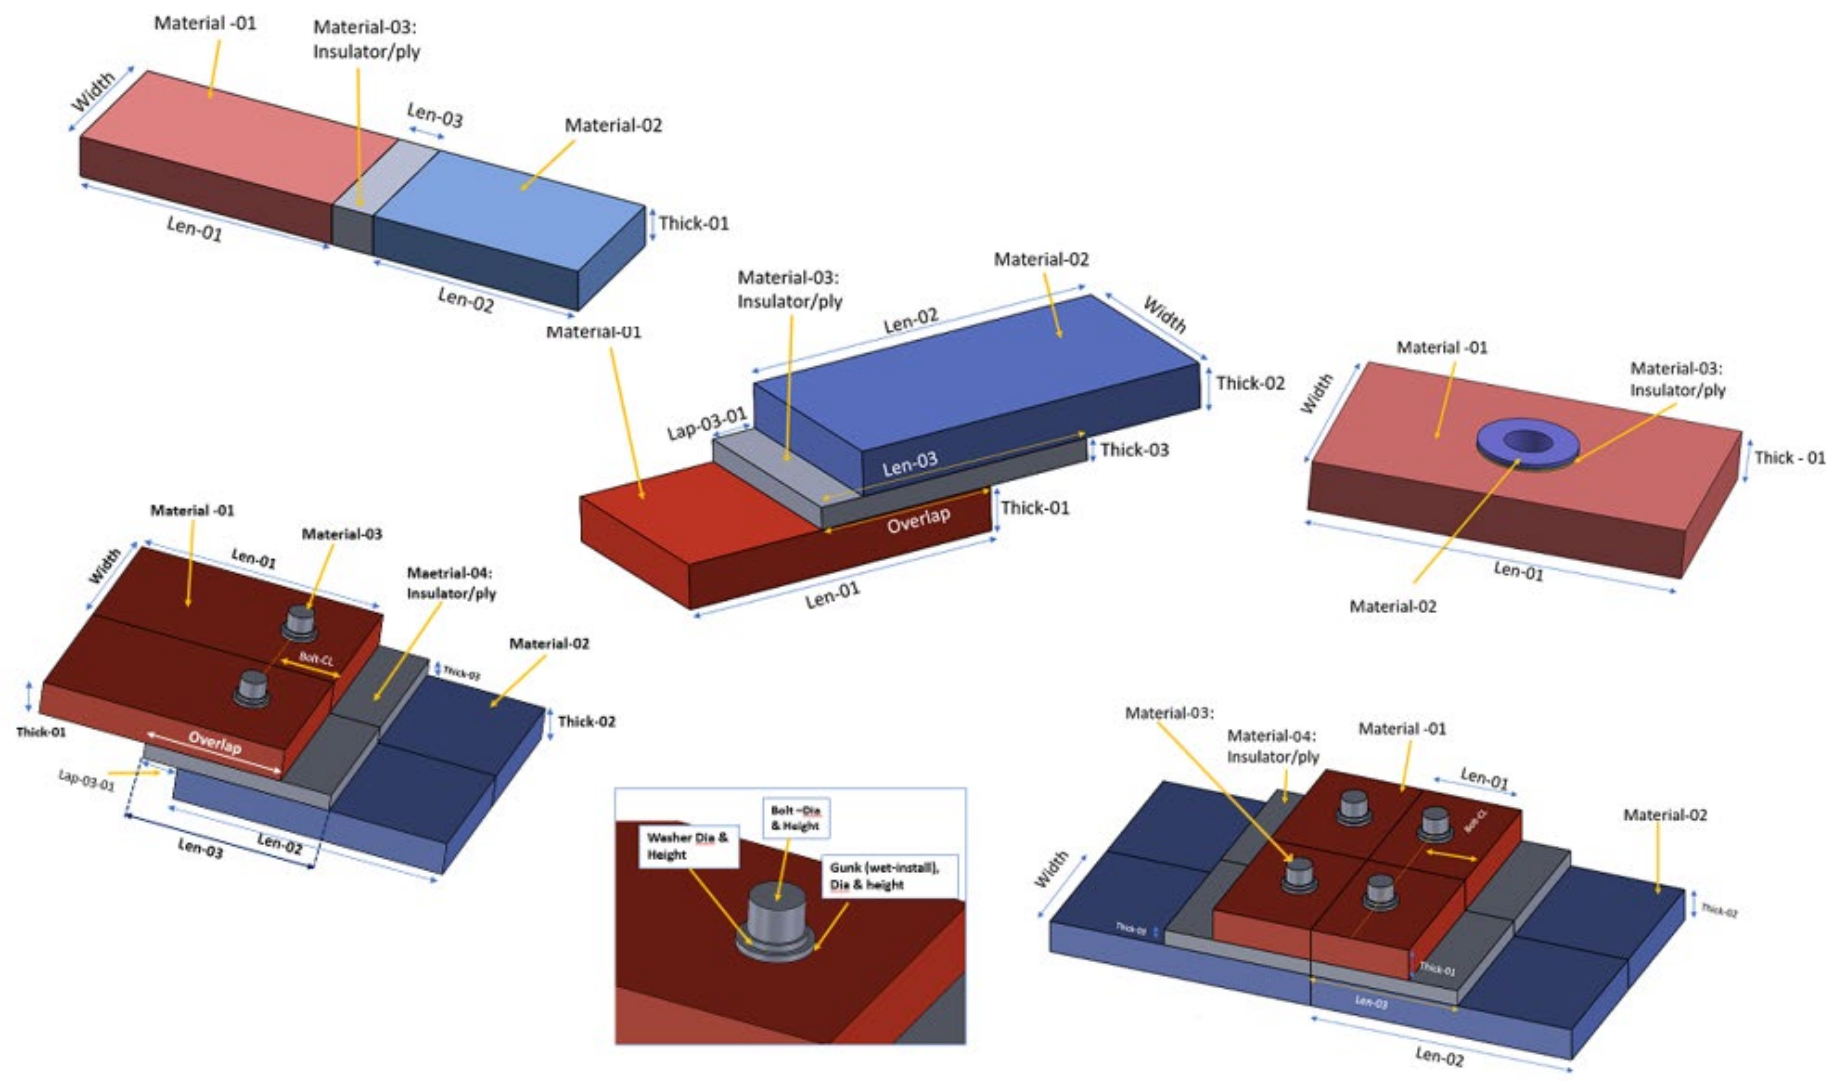 Material -01
Material-03:
Insulator/ply
Width
Len-03
Material-02
Thick-01
Len-01
Len-02
Material-01
Material-03:
Insulator/ply
Material-02
Len-02
Width
Thick-02
Lap-03-01
Len-03
Thick-03
Overlap
Thick-01
Len-01
Material -01
Material-03:
Insulator/ply
Width
Thick - 01
Len-01
Material-02
Material -01
Material-03
Width
Len-01
Maetrial-04:
Insulator/ply
Material-02
Bolt-CL
Thick-03
Thick-02
Thick-01
Overlap
Lap-03-01
Len-03
Len-02
Bolt –Dia
& Height
Washer Dia &
Height
Gunk (wet-install),
Dia & height
Material-03:
Material-04:
Insulator/ply
Material -01
Len-01
Bolt-CL
Material-02
Width
Thick-03
Thick-02
Thick-01
Len-03
Len-02